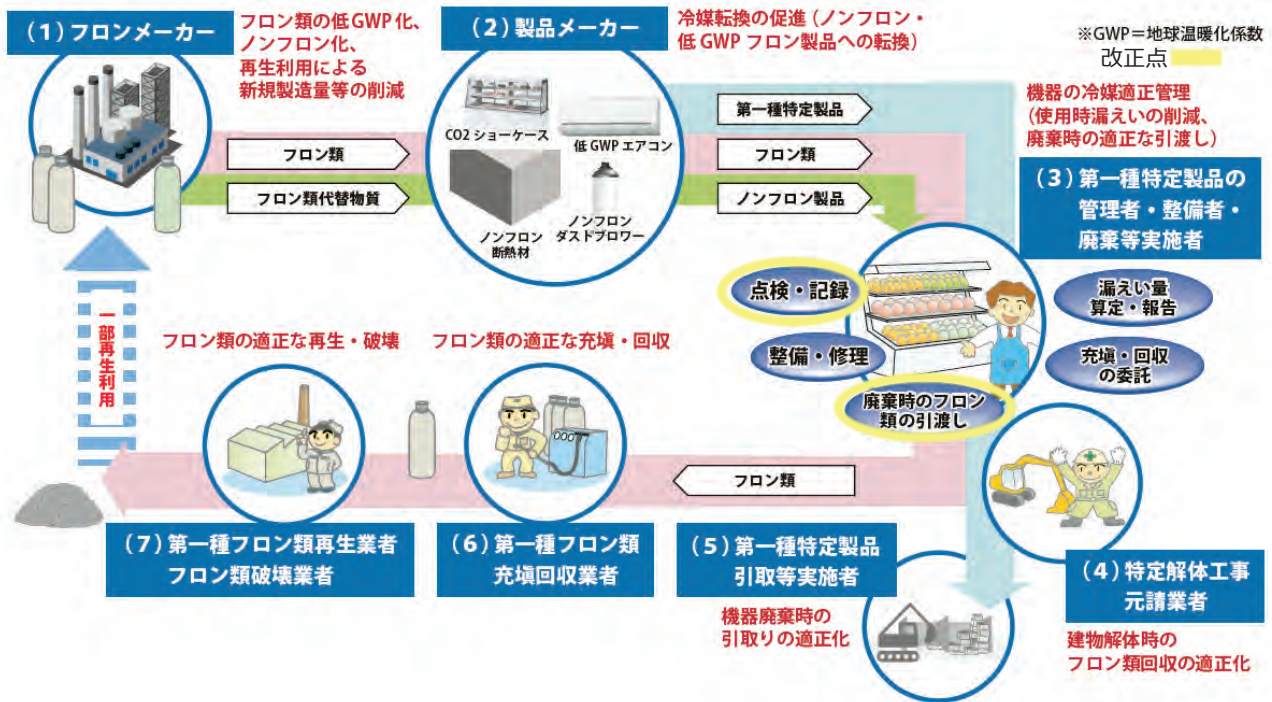 (1)フロンメーカー
フロン類の低GWP化、
ノンフロン化、
再生利用による
新規製造量等の削減
(2)製品メーカー
冷媒転換の促進(ノンフロン・
低GWPフロン製品への転換)
※GWP=地球温暖化係数
改正点
CO2ショーケース
低GWPエアコン
ノンフロン
断熱材
ノンフロン
ダストブロワー
フロン類
フロン類代替物質
第一種特定製品
フロン類
ノンフロン製品
機器の冷媒適正管理
(使用時漏えいの削減、
廃棄時の適正な引渡し)
(3)第一種特定製品の
管理者・整備者・
廃棄等実施者
点検・記録
整備・修理
廃棄時のフロン
類の引渡し
漏えい量
算定・報告
充塡・回収
の委託
(4)特定解体工事
元請業者
建物解体時の
フロン類回収の適正化
フロン類
(5)第一種特定製品
引取等実施者
機器廃棄時の
引取りの適正化
フロン類の適正な充塡・回収
(6)第一種フロン類
充塡回収業者
フロン類の適正な再生・破壊
(7)第一種フロン類再生業者
フロン類破壊業者
一部再生利用